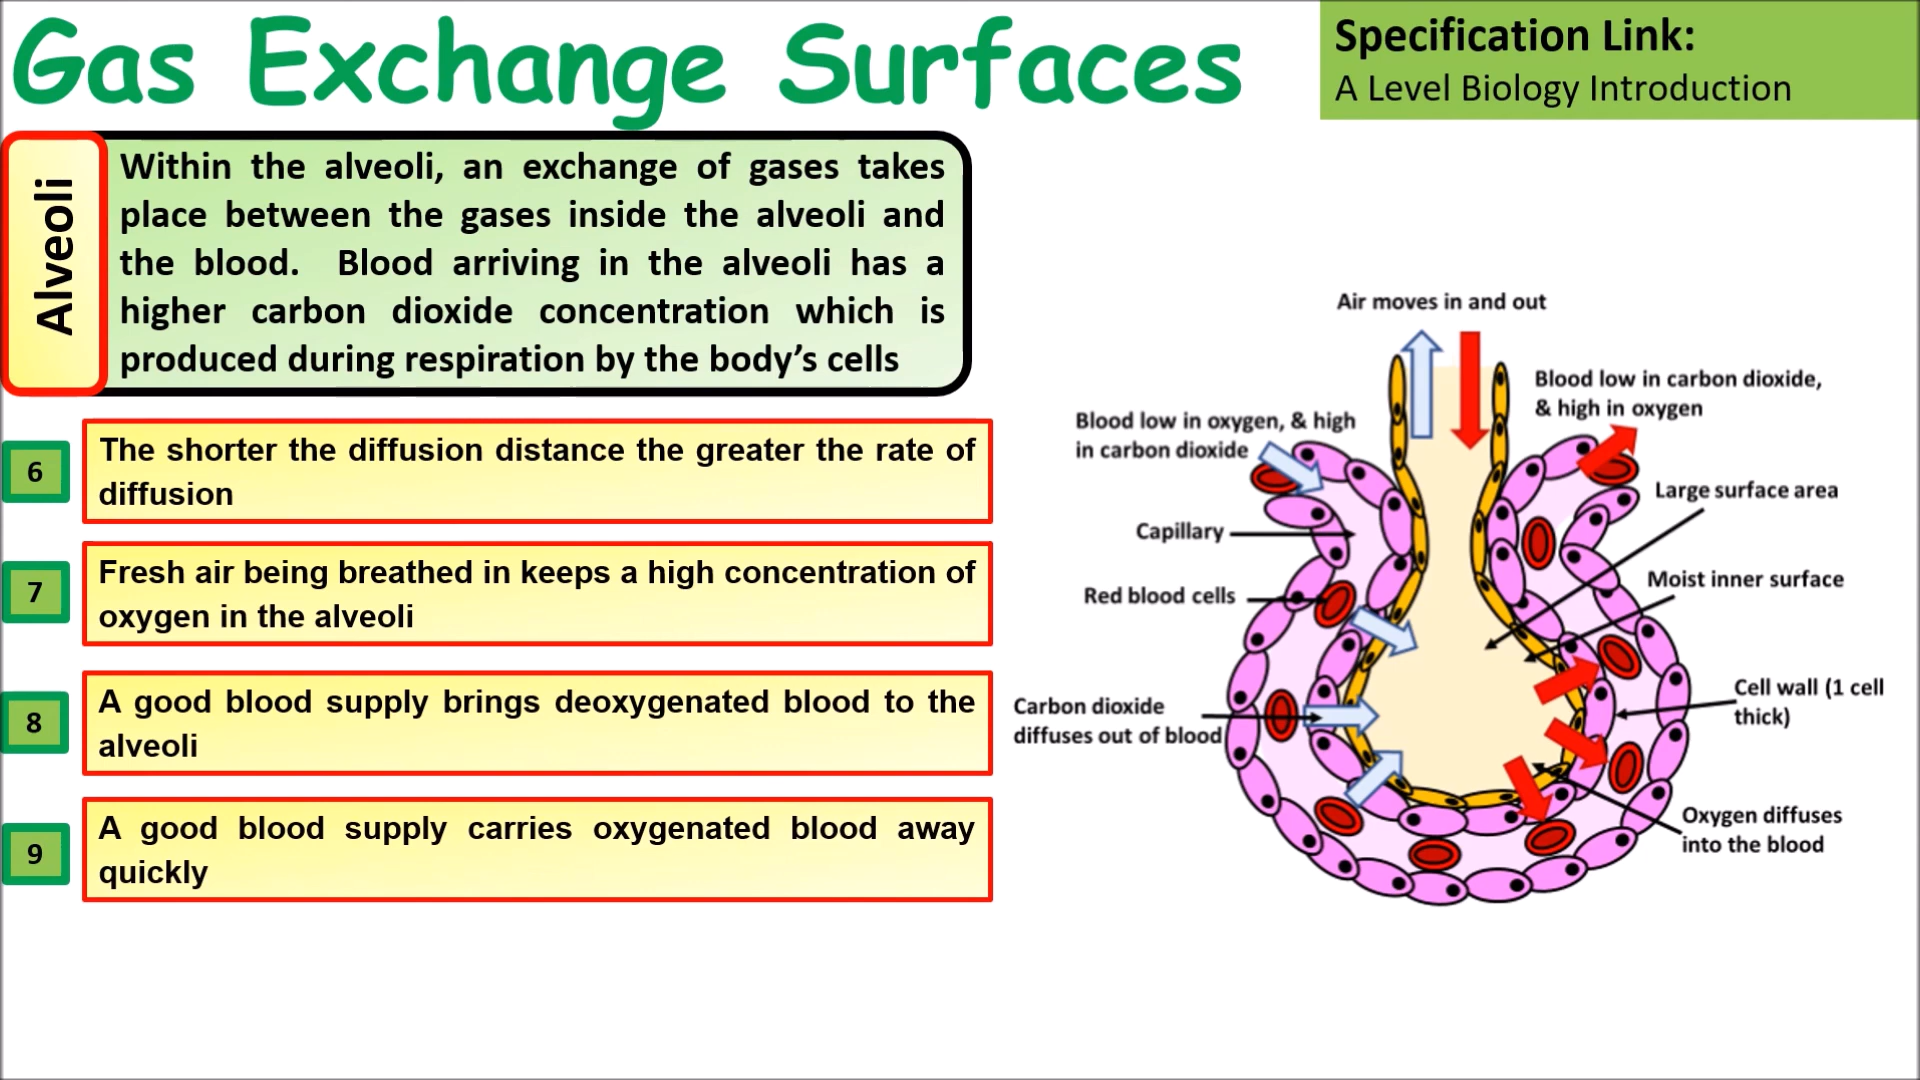 Gas Exchange Surfaces
Specification Link:
A Level Biology Introduction
Alveoli
Within the alveoli, an exchange of gases takes
place between the gases inside the alveoli and
the blood. Blood arriving in the alveoli has a
higher carbon dioxide concentration which is
produced during respiration by the body’s cells
6
The shorter the diffusion distance the greater the rate of
diffusion
7
Fresh air being breathed in keeps a high concentration of
oxygen in the alveoli
8
A good blood supply brings deoxygenated blood to the
alveoli
9
A good blood supply carries oxygenated blood away
quickly
Air moves in and out
Blood low in carbon dioxide,
& high in oxygen
Blood low in oxygen, & high
in carbon dioxide
Large surface area
Capillary
Moist inner surface
Red blood cells
Cell wall (1 cell
thick)
Carbon dioxide
diffuses out of blood
Oxygen diffuses
into the blood